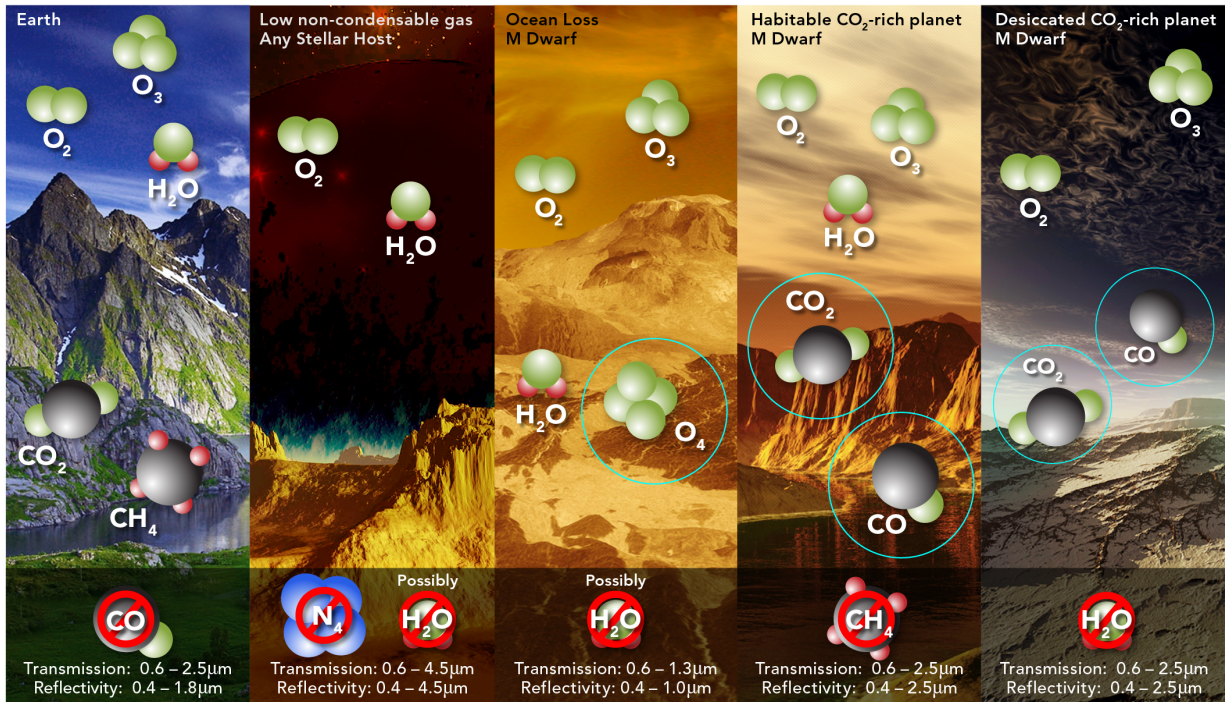 Earth
O₃
O₂
H₂O
CO₂
CH₄
CO
Transmission: 0.6 – 2.5μm
Reflectivity: 0.4 – 1.8μm
Low non-condensable gas
Any Stellar Host
O₂
H₂O
Possibly
N₄
H₂O
Transmission: 0.6 – 4.5μm
Reflectivity: 0.4 – 4.5μm
Ocean Loss
M Dwarf
O₃
O₂
H₂O
O₄
Possibly
H₂O
Transmission: 0.6 – 1.3μm
Reflectivity: 0.4 – 1.0μm
Habitable CO₂-rich planet
M Dwarf
O₂
O₃
H₂O
CO₂
CO
CH₄
Transmission: 0.6 – 2.5μm
Reflectivity: 0.4 – 2.5μm
Desiccated CO₂-rich planet
M Dwarf
O₃
O₂
CO
CO₂
H₂O
Transmission: 0.6 – 2.5μm
Reflectivity: 0.4 – 2.5μm